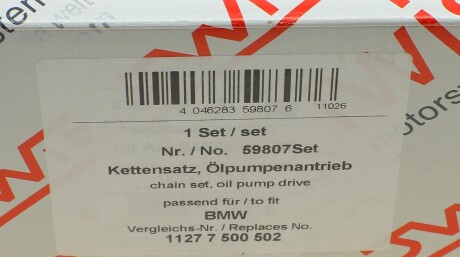 4 046283 59807 6
11026
1 Set / set
Nr. / No. 59807Set
Kettensatz, Ölpumpenantrieb
chain set, oil pump drive
passend für / to fit
BMW
Vergleichs-Nr. / Replaces No.
1127 7 500 502
motorsp